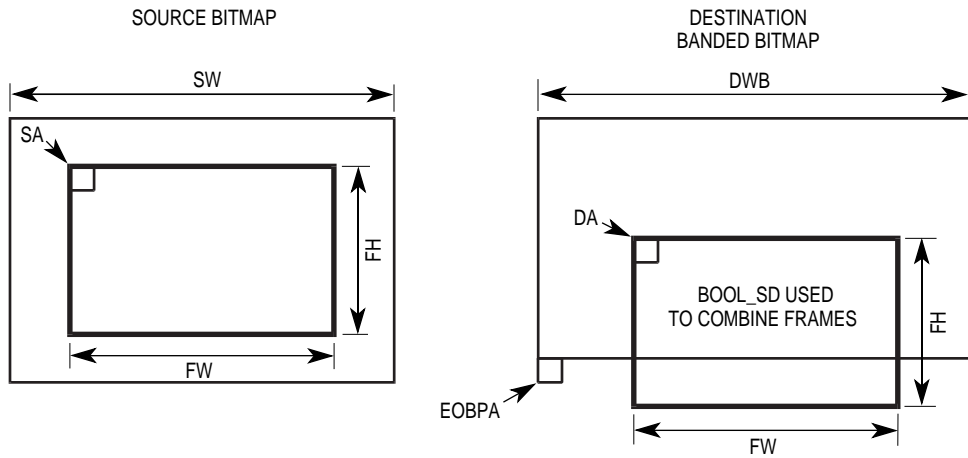 SOURCE BITMAP
SW
SA
FH
FW
DESTINATION
BANDED BITMAP
DWB
DA
BOOL_SD USED
TO COMBINE FRAMES
FH
EOBPA
FW